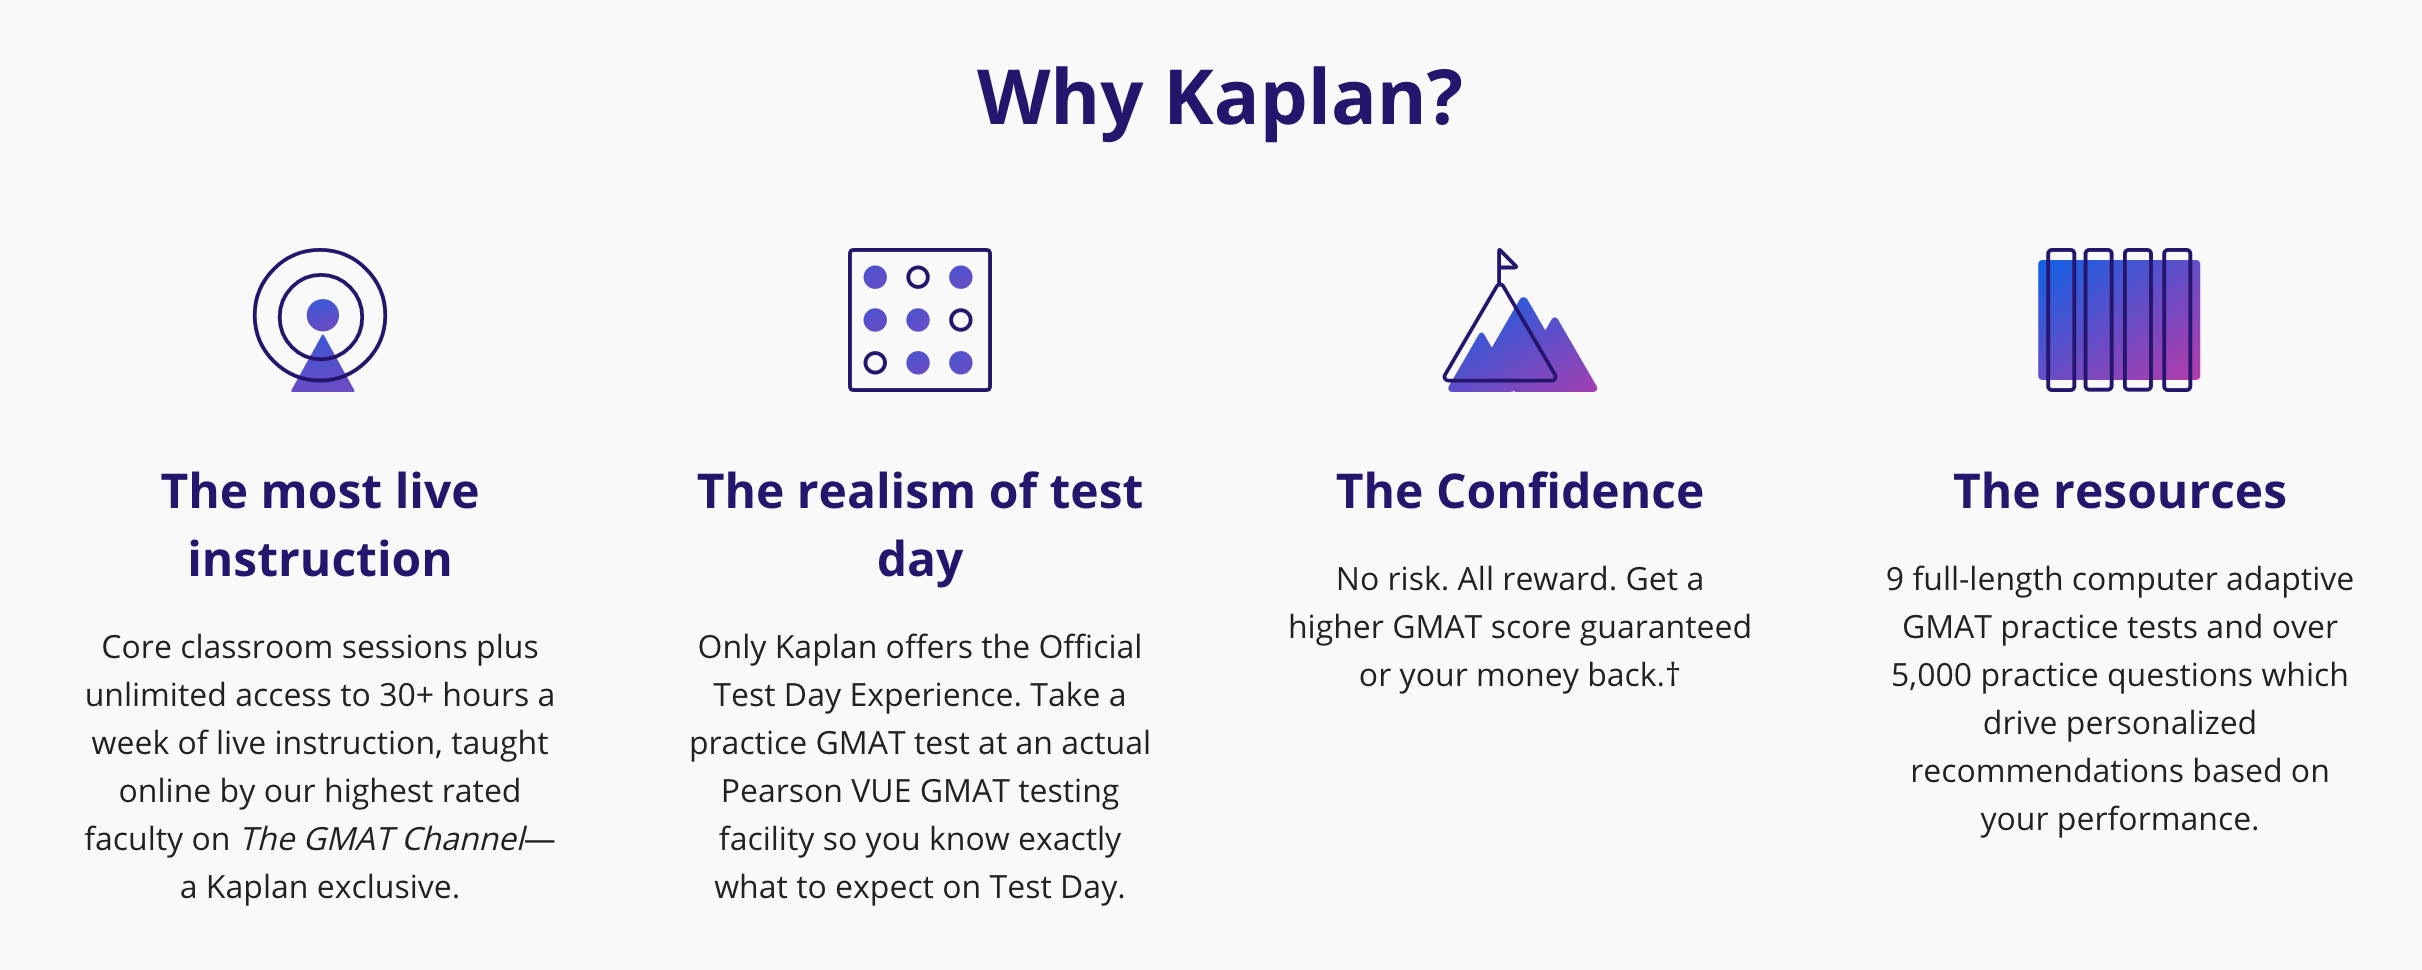 Why Kaplan?
The most live
instruction
Core classroom sessions plus
unlimited access to 30+ hours a
week of live instruction, taught
online by our highest rated
faculty on The GMAT Channel—
a Kaplan exclusive.
The realism of test
day
Only Kaplan offers the Official
Test Day Experience. Take a
practice GMAT test at an actual
Pearson VUE GMAT testing
facility so you know exactly
what to expect on Test Day.
The Confidence
No risk. All reward. Get a
higher GMAT score guaranteed
or your money back.†
The resources
9 full-length computer adaptive
GMAT practice tests and over
5,000 practice questions which
drive personalized
recommendations based on
your performance.